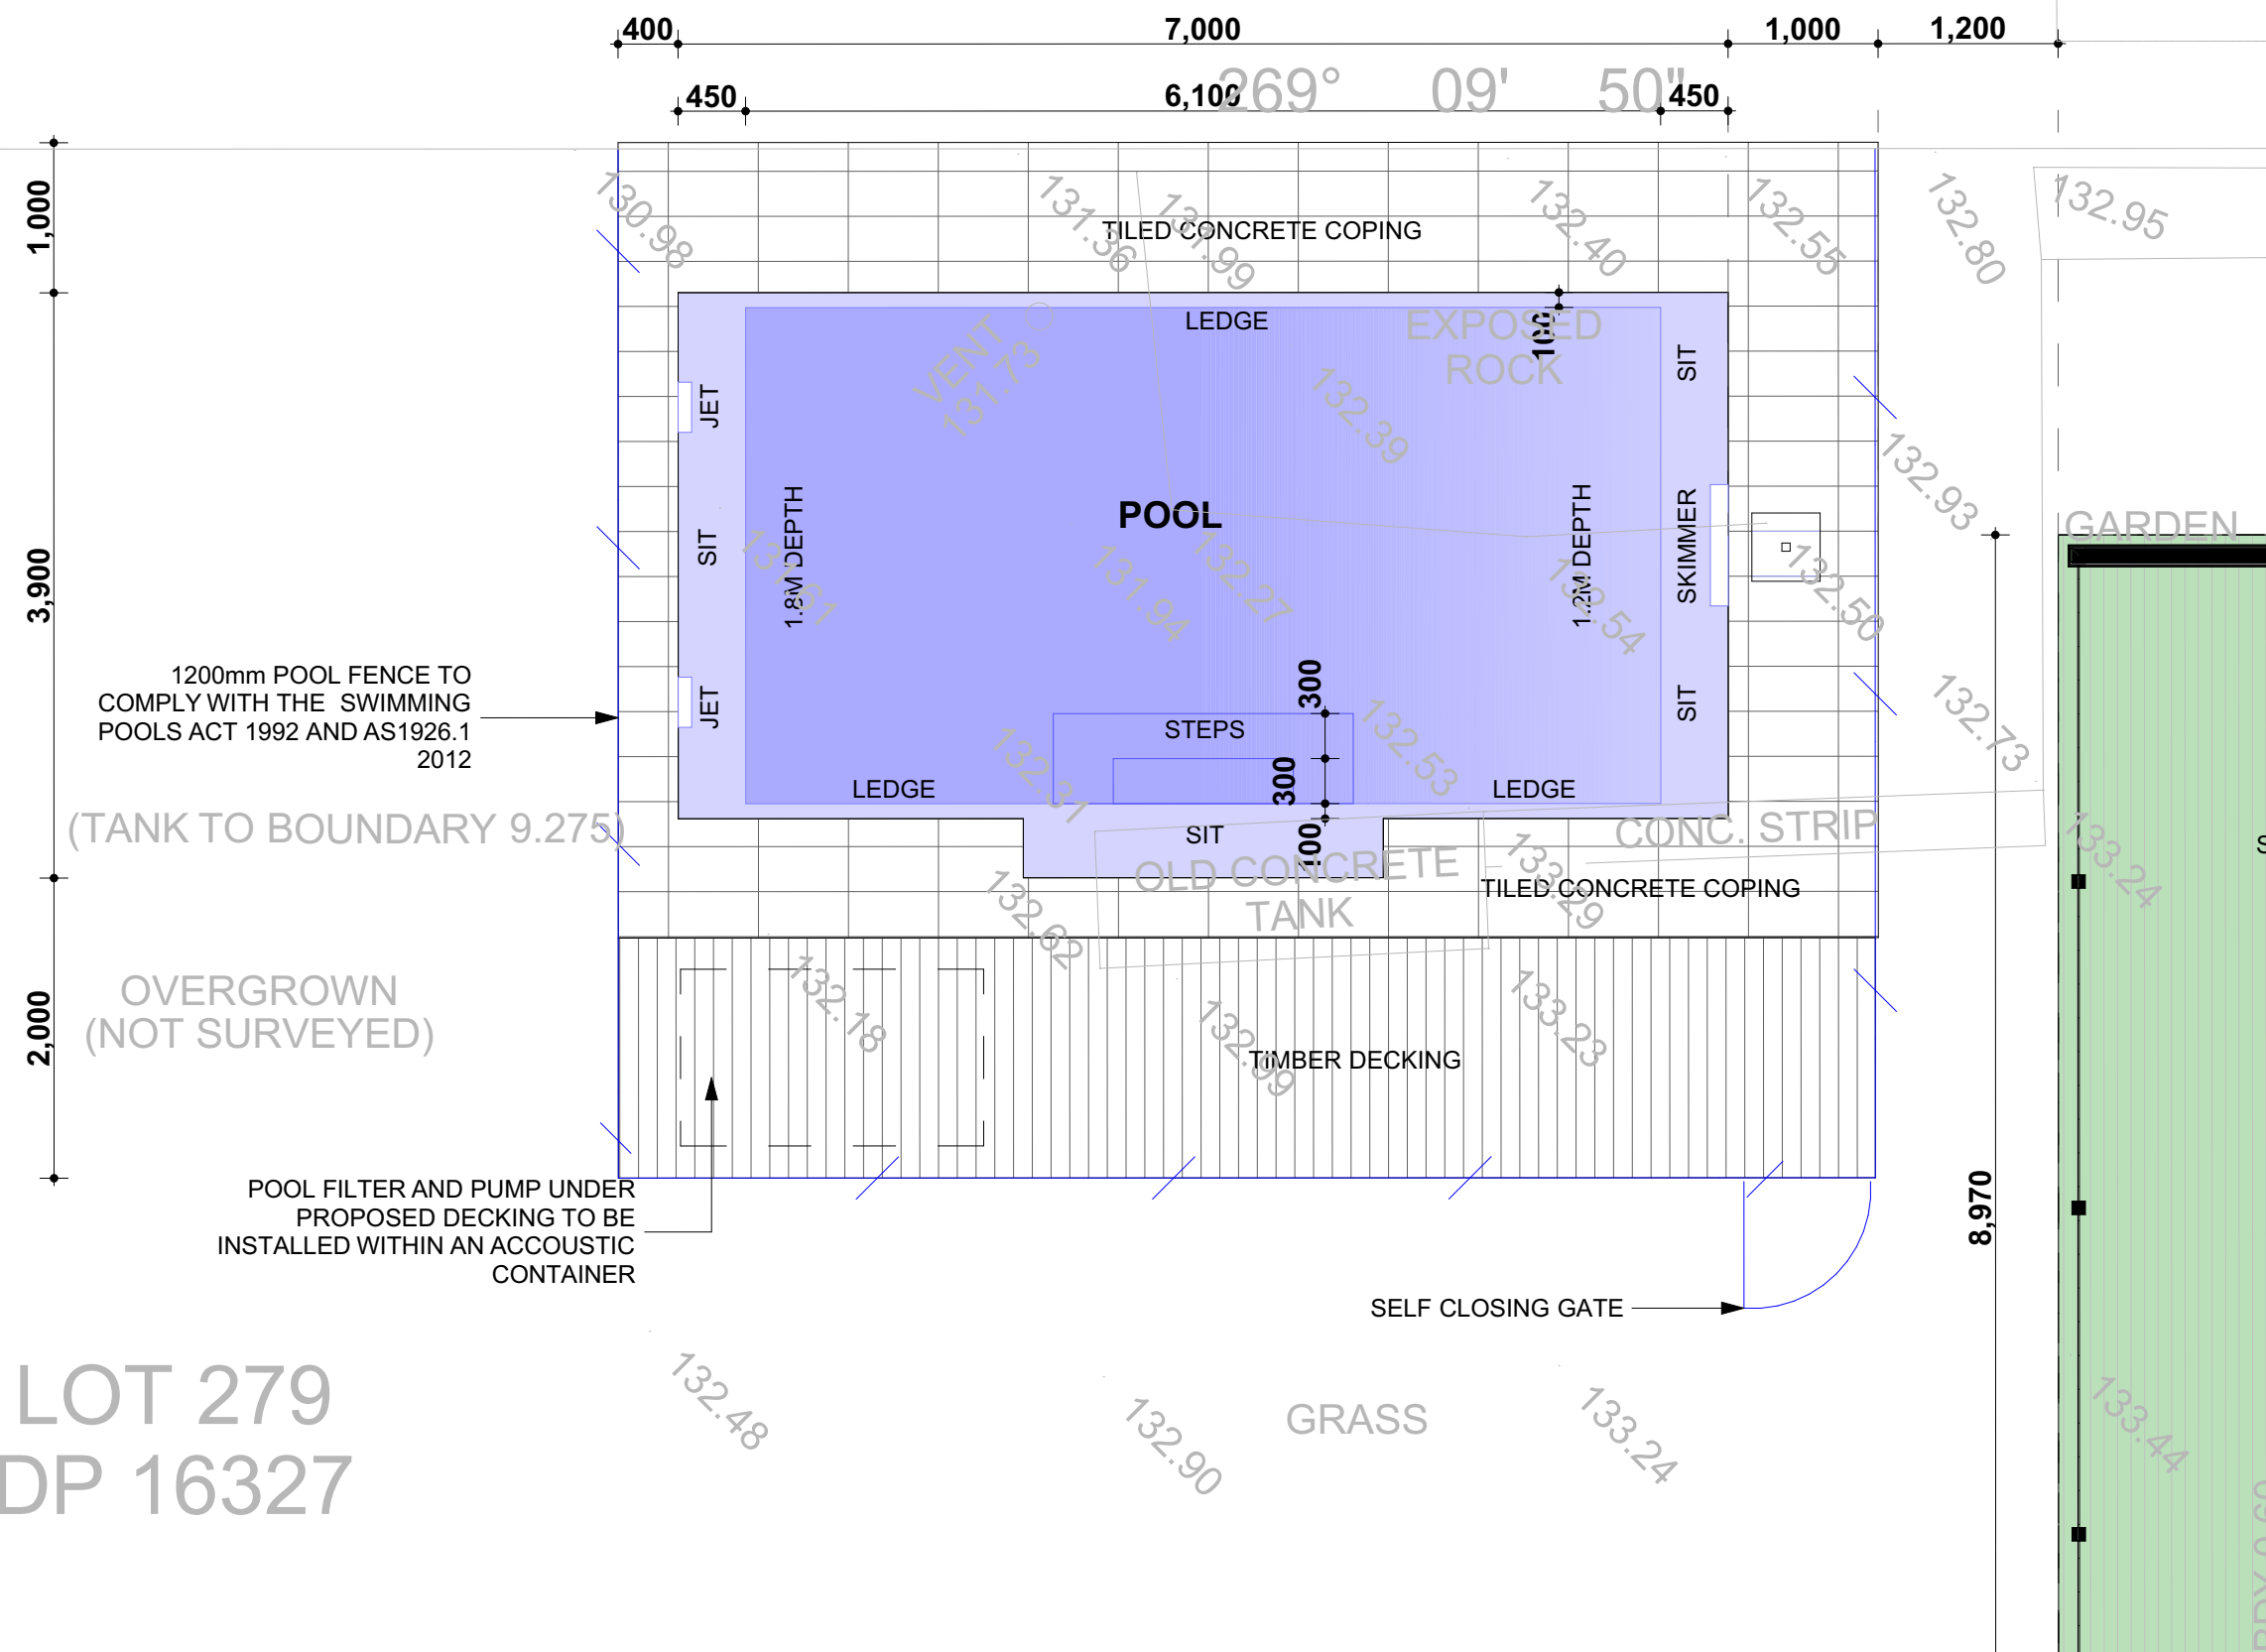 400
7,000
1,000
1,200
450
6,100
450
269° 09' 50"
1,000
3,900
2,000
130.98
131.36
131.99
132.40
132.55
132.80
132.95
TILED CONCRETE COPING
LEDGE
100
EXPOSED
ROCK
VENT
131.73
132.39
JET
SIT
JET
1.8M DEPTH
131.61
POOL
131.94
132.27
1.2M DEPTH
132.54
SIT
SKIMMER
SIT
132.93
132.50
132.73
GARDEN
1200mm POOL FENCE TO
COMPLY WITH THE SWIMMING
POOLS ACT 1992 AND AS1926.1
2012
(TANK TO BOUNDARY 9.275)
STEPS
300
300
100
132.31
132.53
LEDGE
LEDGE
SIT
OLD CONCRETE
TANK
CONC. STRIP
TILED CONCRETE COPING
132.62
133.29
133.24
S
OVERGROWN
(NOT SURVEYED)
132.18
132.99
133.23
TIMBER DECKING
POOL FILTER AND PUMP UNDER
PROPOSED DECKING TO BE
INSTALLED WITHIN AN ACCOUSTIC
CONTAINER
SELF CLOSING GATE
8,970
LOT 279
DP 16327
132.48
132.90
GRASS
133.24
133.44